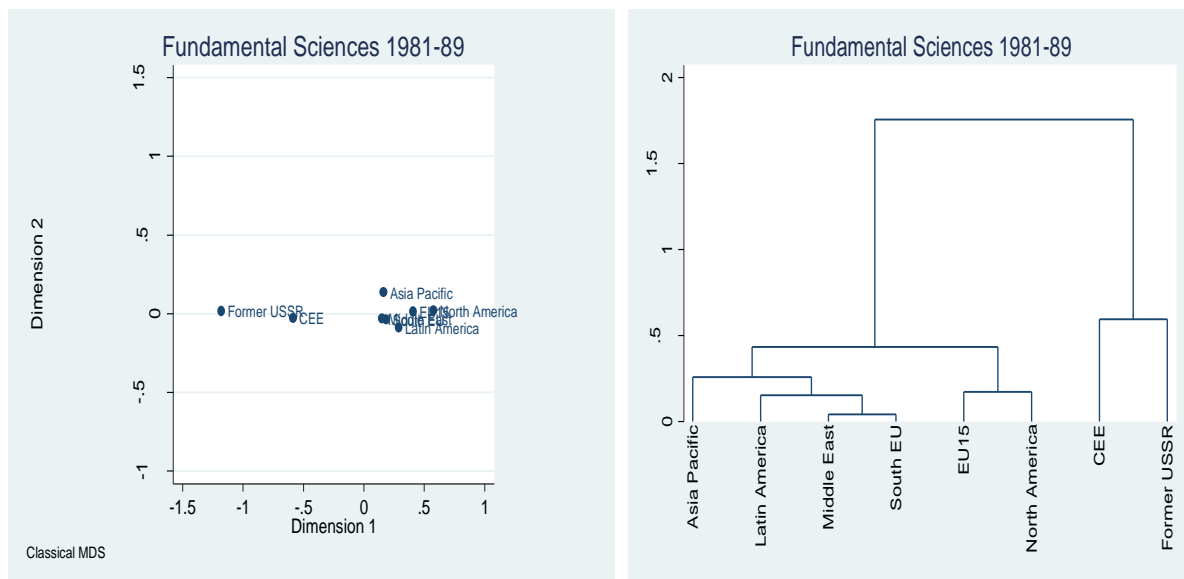 Fundamental Sciences 1981-89
1.5
1
.5
0
-.5
-1
Dimension 2
Asia Pacific
Former USSR
CEE
EU15
North America
Middle East
South EU
Latin America
-1.5
-1
-.5
0
.5
1
Dimension 1
Classical MDS
Fundamental Sciences 1981-89
2
1.5
1
.5
0
Asia Pacific
Latin America
Middle East
South EU
EU15
North America
CEE
Former USSR